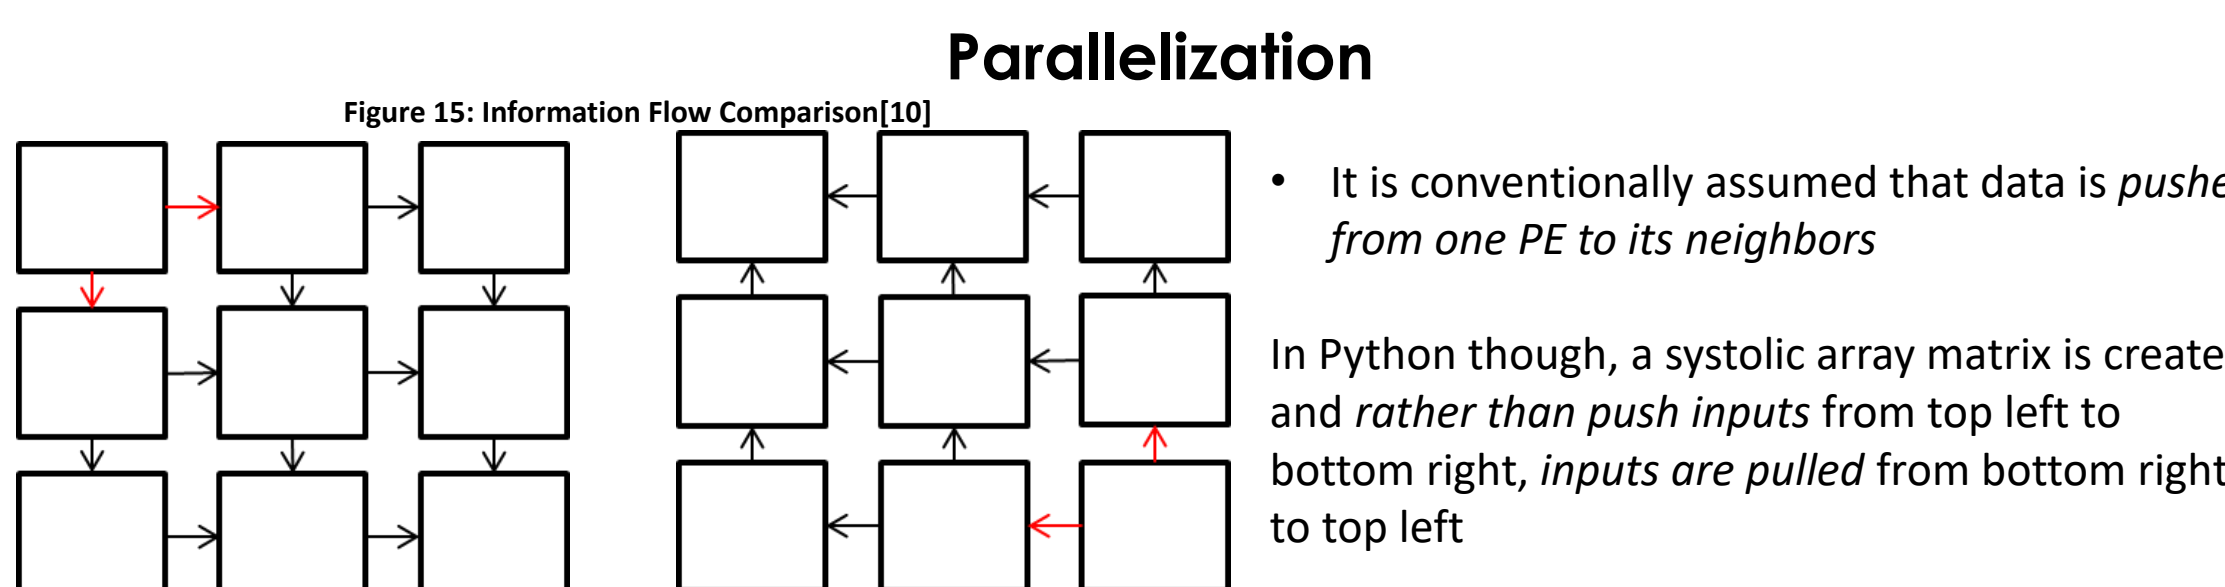 Parallelization
Figure 15: Information Flow Comparison[10]
• It is conventionally assumed that data is pushe
from one PE to its neighbors
In Python though, a systolic array matrix is create
and rather than push inputs from top left to
bottom right, inputs are pulled from bottom right
to top left